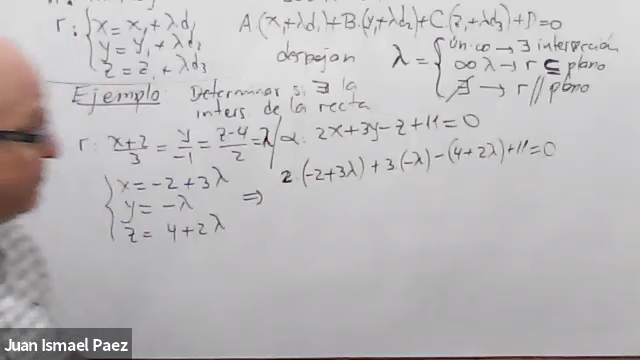 r: { x = x₁ + λd₁
y = y₁ + λd₂
z = z₁ + λd₃
A(x₁+λd₁)+B.(y₁+λd₂)+C.(z₁+λd₃)+D=0
despejan
λ = { único → ∃ intersección
∞ λ → r ⊆ plano
∄ → r // plano
Ejemplo Determinar si ∃ la
inters. de la recta
r: x+2/3 = y/-1 = z-4/2 = λ / α: 2x+3y-z+11=0
{ x = -2+3λ
y = -λ
z = 4+2λ
⇒ 2.(-2+3λ)+3.(-λ)-(4+2λ)+11=0
Juan Ismael Paez